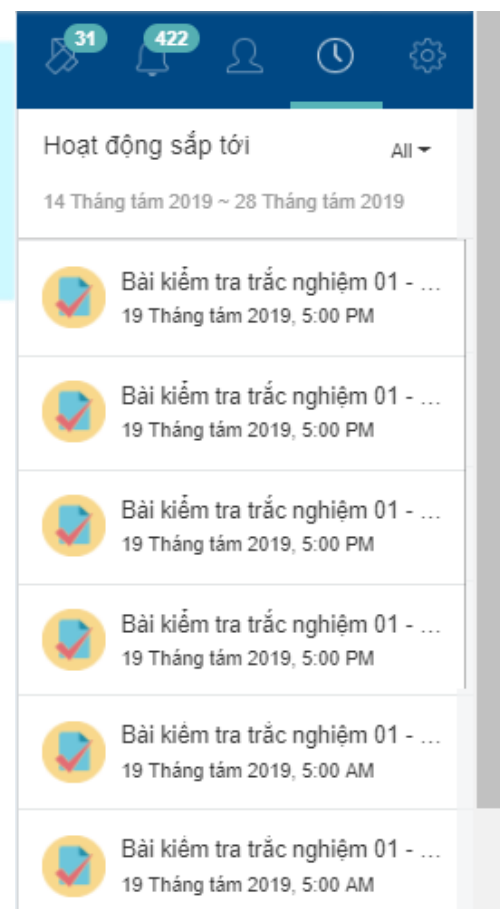 31 422
Hoạt động sắp tới All
14 Tháng tám 2019 ~ 28 Tháng tám 2019
Bài kiểm tra trắc nghiệm 01 - ...
19 Tháng tám 2019, 5:00 PM
Bài kiểm tra trắc nghiệm 01 - ...
19 Tháng tám 2019, 5:00 PM
Bài kiểm tra trắc nghiệm 01 - ...
19 Tháng tám 2019, 5:00 PM
Bài kiểm tra trắc nghiệm 01 - ...
19 Tháng tám 2019, 5:00 PM
Bài kiểm tra trắc nghiệm 01 - ...
19 Tháng tám 2019, 5:00 AM
Bài kiểm tra trắc nghiệm 01 - ...
19 Tháng tám 2019, 5:00 AM